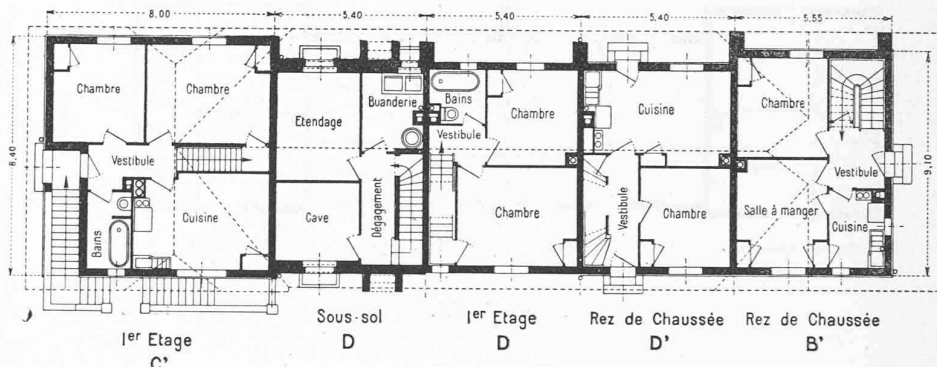 8,00 5,40 5,40 5,40 5,55
8,40
9,10
Chambre
Chambre
Vestibule
Bains
Cuisine
Etendage
Buanderie
Cave
Dégagement
Bains
Vestibule
Chambre
Chambre
Cuisine
Vestibule
Chambre
Chambre
Vestibule
Salle à manger
Cuisine
1er Etage
C'
Sous-sol
D
1er Etage
D
Rez de Chaussée
D'
Rez de Chaussée
B'